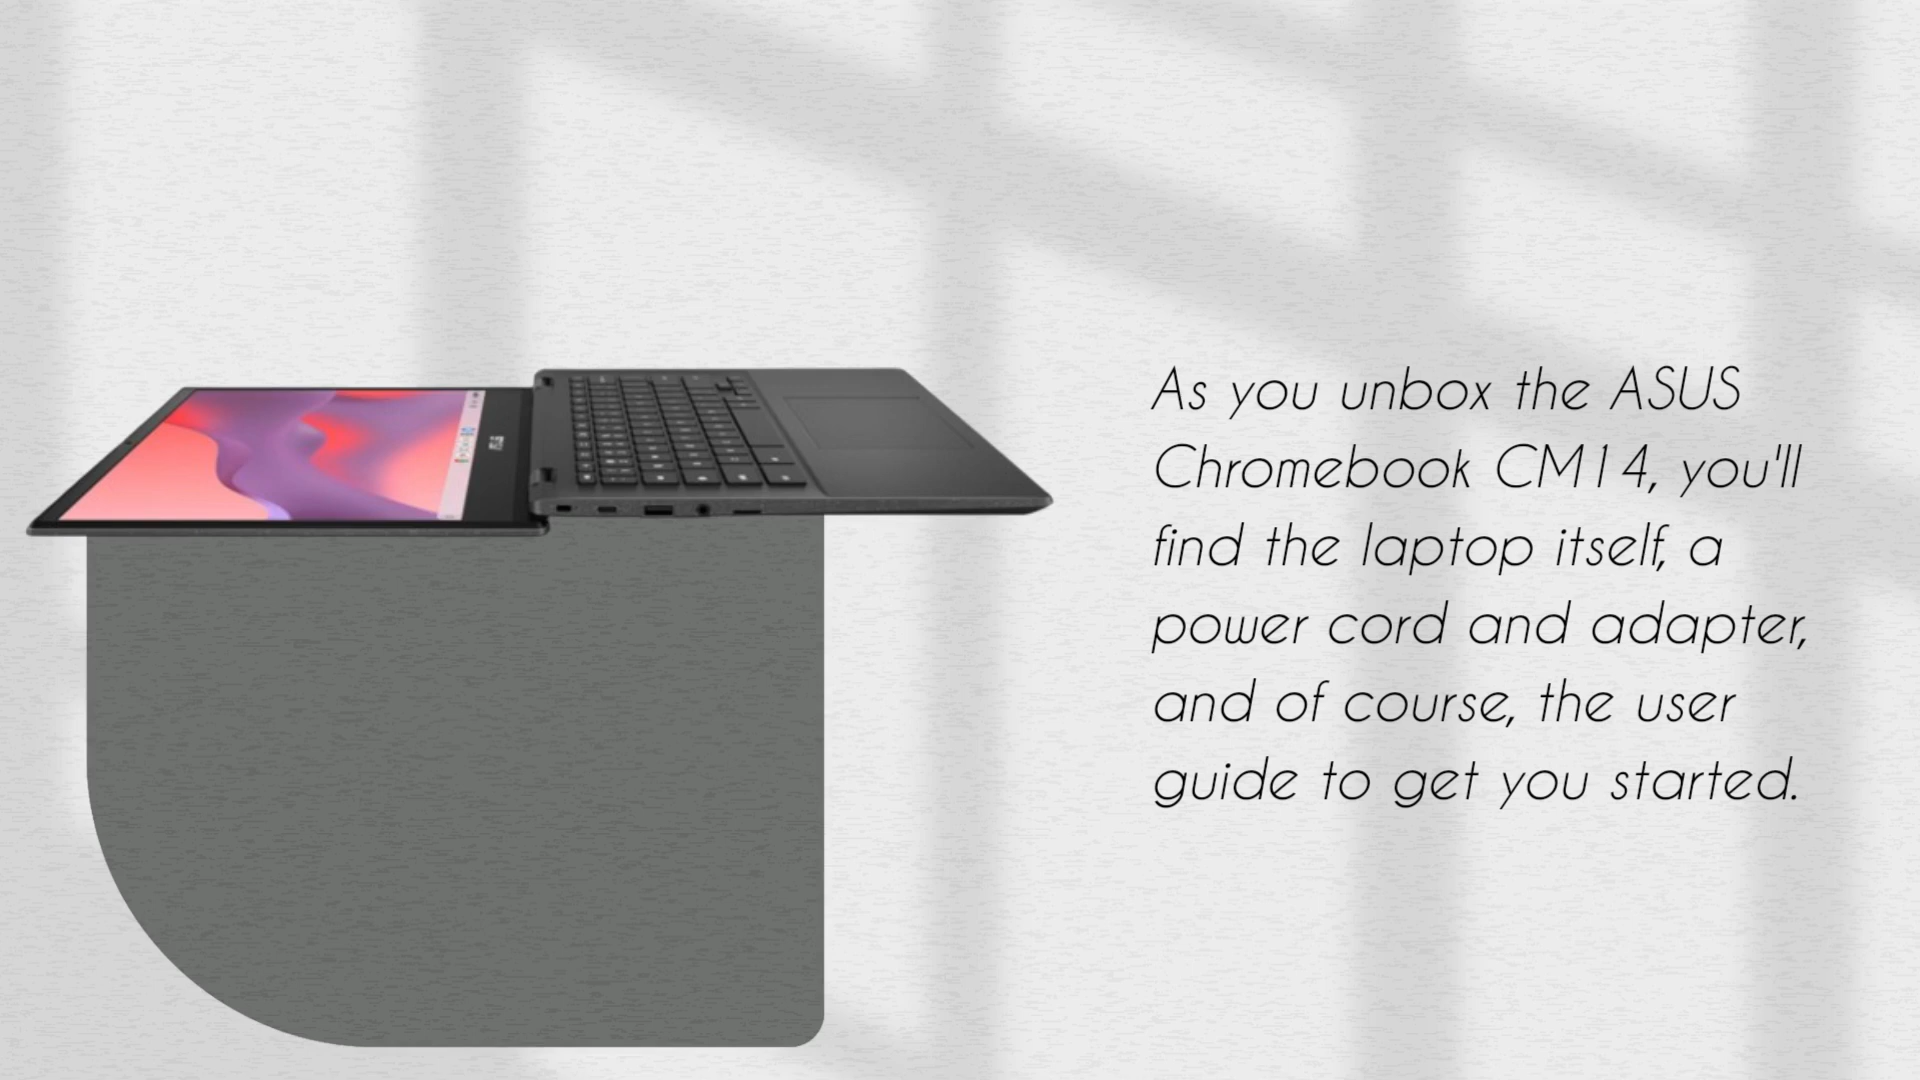 As you unbox the ASUS
Chromebook CM14, you'll
find the laptop itself, a
power cord and adapter,
and of course, the user
guide to get you started.
ASUS